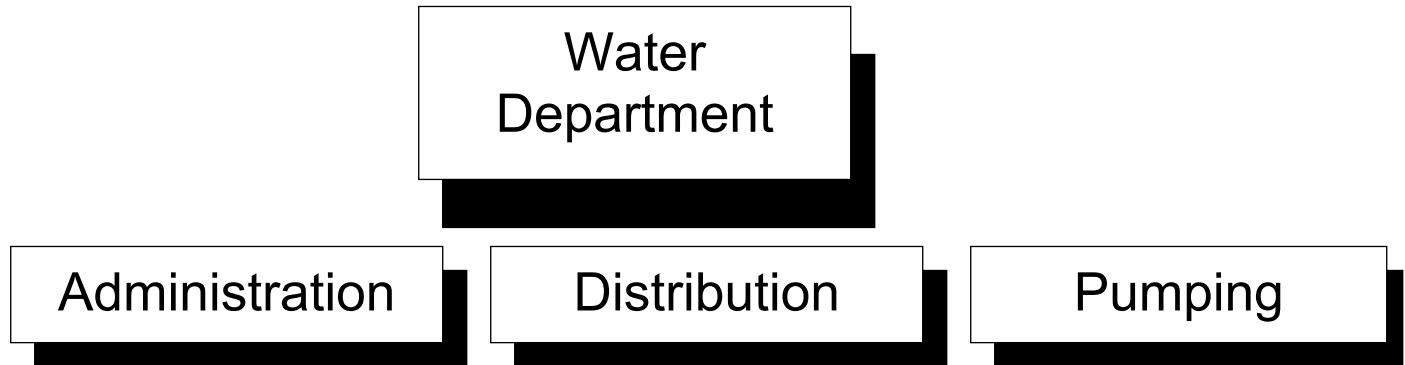 Water
Department
Administration
Distribution
Pumping